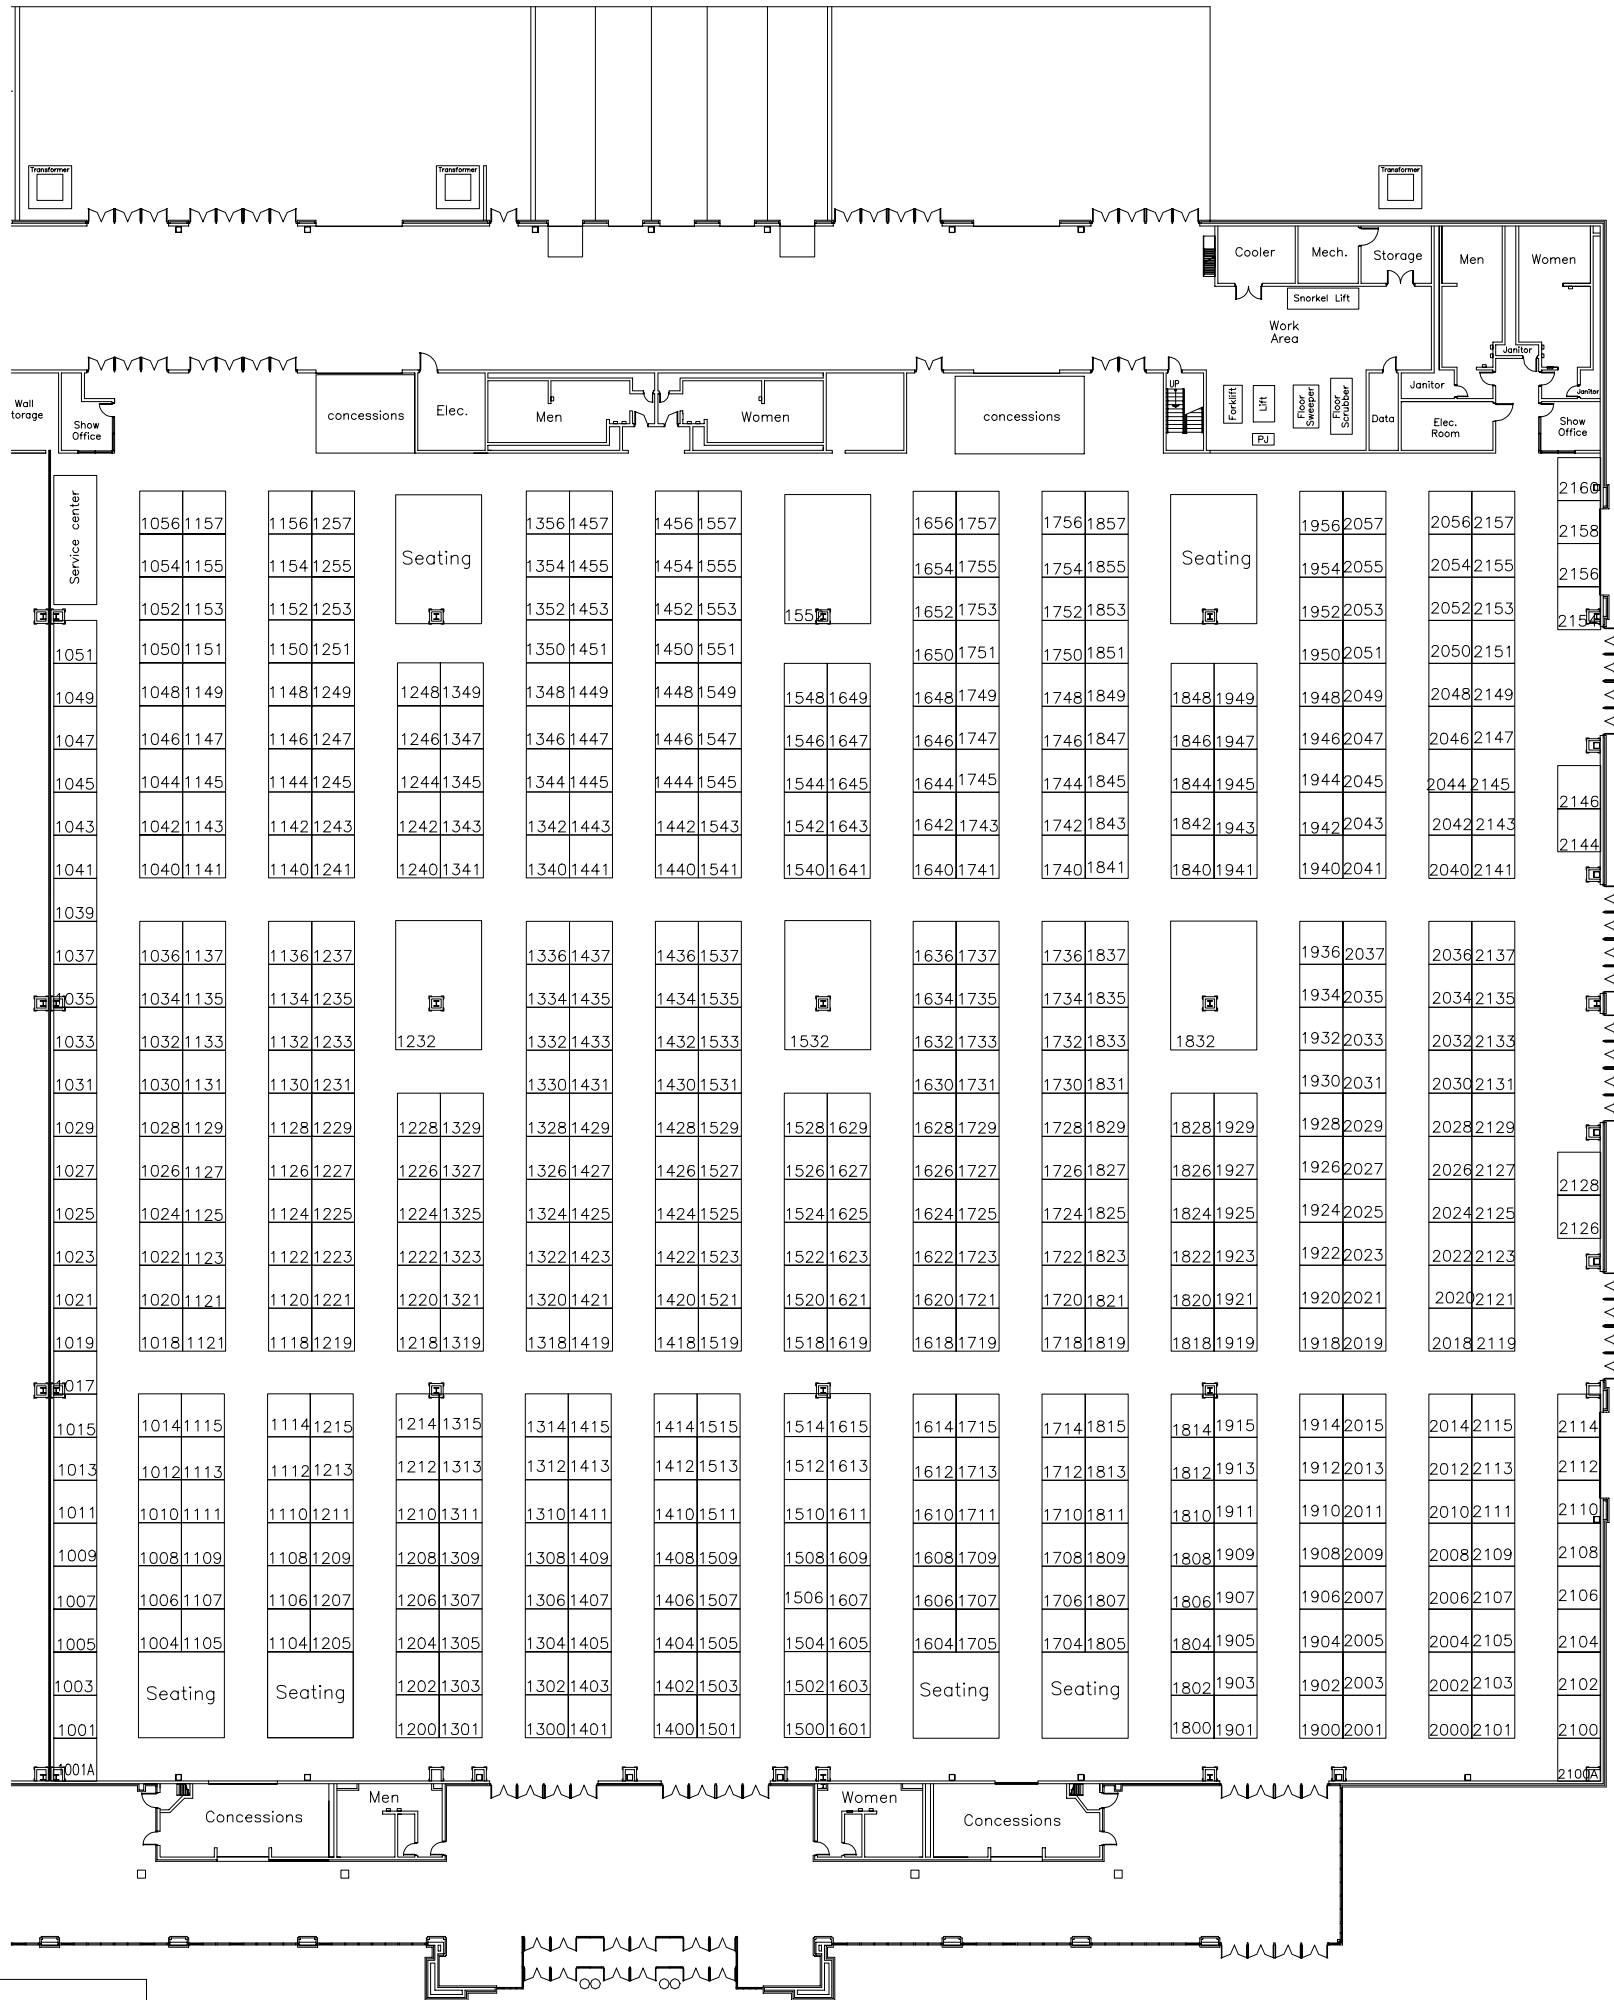 Transformer Transformer Transformer
Cooler Mech. Storage Men Women
Snorkel Lift
Work
Area
Janitor
UP Janitor Janitor
Wall
torage
Show
Office
concessions Elec. Men Women concessions
Forklift Lift Floor Sweeper Floor Scrubber Data Elec.
Room
Show
Office
PJ
Service center
2160
1056 1157 1156 1257 1356 1457 1456 1557 1656 1757 1756 1857 1956 2057 2056 2157 2158
Seating Seating
1054 1155 1154 1255 1354 1455 1454 1555 1654 1755 1754 1855 1954 2055 2054 2155 2156
1052 1153 1152 1253 1352 1453 1452 1553 1652 1753 1752 1853 1952 2053 2052 2153 2154
1051 1050 1151 1150 1251 1350 1451 1450 1551 1650 1751 1750 1851 1950 2051 2050 2151
1049 1048 1149 1148 1249 1248 1349 1348 1449 1448 1549 1548 1649 1648 1749 1748 1849 1848 1949 1948 2049 2048 2149
1047 1046 1147 1146 1247 1246 1347 1346 1447 1446 1547 1546 1647 1646 1747 1746 1847 1846 1947 1946 2047 2046 2147
1045 1044 1145 1144 1245 1244 1345 1344 1445 1444 1545 1544 1645 1644 1745 1744 1845 1844 1945 1944 2045 2044 2145
1043 1042 1143 1142 1243 1242 1343 1342 1443 1442 1543 1542 1643 1642 1743 1742 1843 1842 1943 1942 2043 2042 2143 2146
1041 1040 1141 1140 1241 1240 1341 1340 1441 1440 1541 1540 1641 1640 1741 1740 1841 1840 1941 1940 2041 2040 2141 2144
1039
1037 1036 1137 1136 1237 1336 1437 1436 1537 1636 1737 1736 1837 1936 2037 2036 2137
1035 1034 1135 1134 1235 1334 1435 1434 1535 1634 1735 1734 1835 1934 2035 2034 2135
1033 1032 1133 1132 1233 1232 1332 1433 1432 1533 1532 1632 1733 1732 1833 1832 1932 2033 2032 2133
1031 1030 1131 1130 1231 1330 1431 1430 1531 1630 1731 1730 1831 1930 2031 2030 2131
1029 1028 1129 1128 1229 1228 1329 1328 1429 1428 1529 1528 1629 1628 1729 1728 1829 1828 1929 1928 2029 2028 2129
1027 1026 1127 1126 1227 1226 1327 1326 1427 1426 1527 1526 1627 1626 1727 1726 1827 1826 1927 1926 2027 2026 2127 2128
1025 1024 1125 1124 1225 1224 1325 1324 1425 1424 1525 1524 1625 1624 1725 1724 1825 1824 1925 1924 2025 2024 2125 2126
1023 1022 1123 1122 1223 1222 1323 1322 1423 1422 1523 1522 1623 1622 1723 1722 1823 1822 1923 1922 2023 2022 2123
1021 1020 1121 1120 1221 1220 1321 1320 1421 1420 1521 1520 1621 1620 1721 1720 1821 1820 1921 1920 2021 2020 2121
1019 1018 1121 1118 1219 1218 1319 1318 1419 1418 1519 1518 1619 1618 1719 1718 1819 1818 1919 1918 2019 2018 2119
1017
1015 1014 1115 1114 1215 1214 1315 1314 1415 1414 1515 1514 1615 1614 1715 1714 1815 1814 1915 1914 2015 2014 2115 2114
1013 1012 1113 1112 1213 1212 1313 1312 1413 1412 1513 1512 1613 1612 1713 1712 1813 1812 1913 1912 2013 2012 2113 2112
1011 1010 1111 1110 1211 1210 1311 1310 1411 1410 1511 1510 1611 1610 1711 1710 1811 1810 1911 1910 2011 2010 2111 2110
1009 1008 1109 1108 1209 1208 1309 1308 1409 1408 1509 1508 1609 1608 1709 1708 1809 1808 1909 1908 2009 2008 2109 2108
1007 1006 1107 1106 1207 1206 1307 1306 1407 1406 1507 1506 1607 1606 1707 1706 1807 1806 1907 1906 2007 2006 2107 2106
1005 1004 1105 1104 1205 1204 1305 1304 1405 1404 1505 1504 1605 1604 1705 1704 1805 1804 1905 1904 2005 2004 2105 2104
1003 Seating Seating 1202 1303 1302 1403 1402 1503 1502 1603 Seating Seating 1802 1903 1902 2003 2002 2103 2102
1001 1200 1301 1300 1401 1400 1501 1500 1601 1800 1901 1900 2001 2000 2101 2100
1001A 2100A
Concessions Men Women Concessions